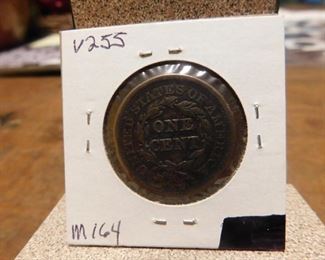 V255
UNITED STATES OF AMERICA
ONE
CENT
M164